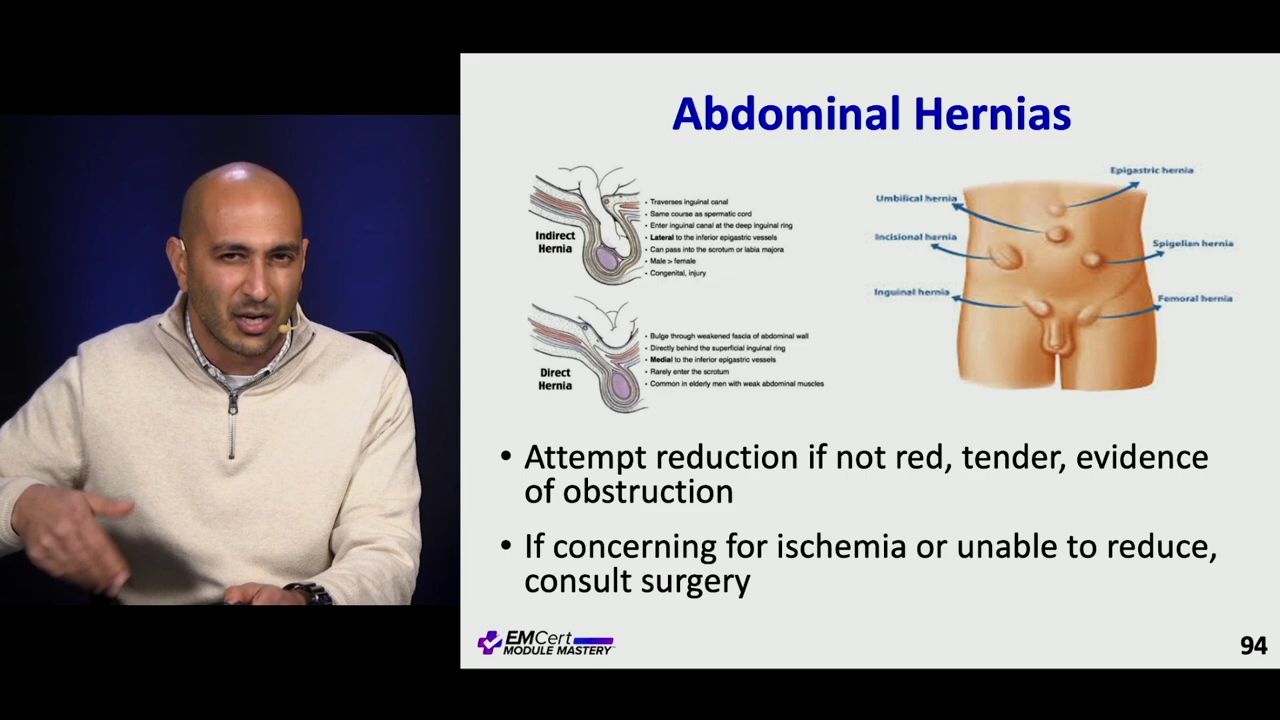 Abdominal Hernias
Indirect
Hernia
• Traverses inguinal canal
• Same course as spermatic cord
• Enter inguinal canal at the deep inguinal ring
• Lateral to the inferior epigastric vessels
• Can pass into the scrotum or labia majora
• Male > female
• Congenital, injury
Direct
Hernia
• Bulge through weakened fascia of abdominal wall
• Directly behind the superficial inguinal ring
• Medial to the inferior epigastric vessels
• Rarely enter the scrotum
• Common in elderly men with weak abdominal muscles
Epigastric hernia
Umbilical hernia
Incisional hernia
Spigelian hernia
Inguinal hernia
Femoral hernia
• Attempt reduction if not red, tender, evidence
of obstruction
• If concerning for ischemia or unable to reduce,
consult surgery
EMCert
MODULE MASTERY
94